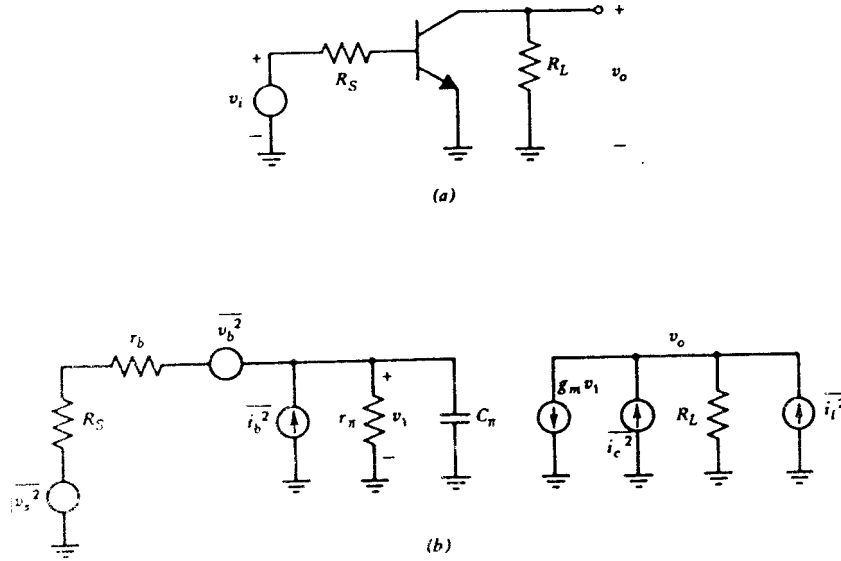 +
+
R_S
R_L
v_o
v_i
−
−
(a)
r_b
v_b²
v_o
+
g_m v_1
R_S
i_b²
r_π
v_1
C_π
i_c²
R_L
i_l²
−
v_s²
(b)